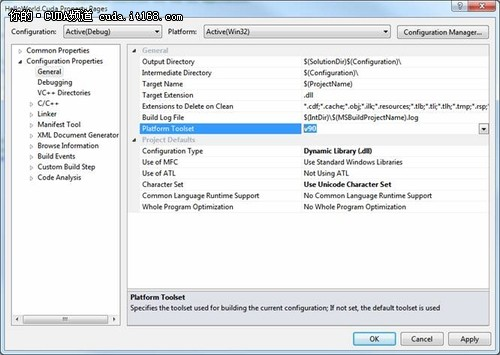 HelloWorld.Cuda Property Pages
你的·CUDA频道 cuda.it168.com
Configuration: Active(Debug) Platform: Active(Win32) Configuration Manager...
Common Properties
Configuration Properties
General
Debugging
VC++ Directories
C/C++
Linker
Manifest Tool
XML Document Generator
Browse Information
Build Events
Custom Build Step
Code Analysis
General
Output Directory $(SolutionDir)$(Configuration)\
Intermediate Directory $(Configuration)\
Target Name $(ProjectName)
Target Extension .dll
Extensions to Delete on Clean *.cdf;*.cache;*.obj;*.ilk;*.resources;*.tlb;*.tli;*.tlh;*.tmp;*.rsp;
Build Log File $(IntDir)\$(MSBuildProjectName).log
Platform Toolset v90
Project Defaults
Configuration Type Dynamic Library (.dll)
Use of MFC Use Standard Windows Libraries
Use of ATL Not Using ATL
Character Set Use Unicode Character Set
Common Language Runtime Support No Common Language Runtime Support
Whole Program Optimization No Whole Program Optimization
Platform Toolset
Specifies the toolset used for building the current configuration; If not set, the default toolset is used
OK Cancel Apply